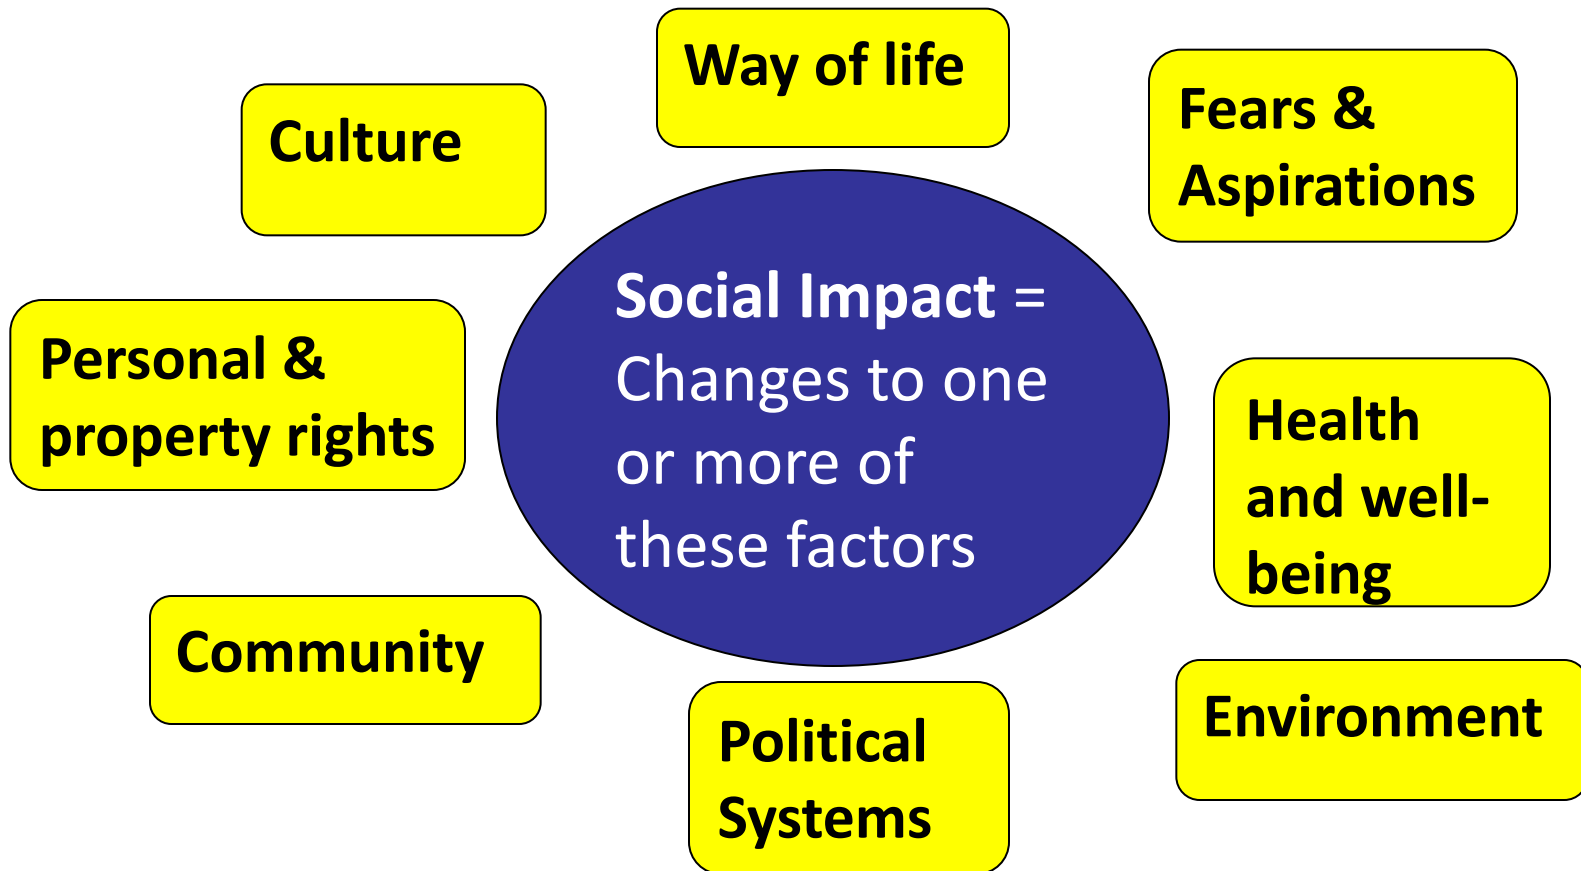 Way of life
Culture
Fears &
Aspirations
Social Impact =
Changes to one
or more of
these factors
Personal &
property rights
Health
and well-
being
Community
Environment
Political
Systems